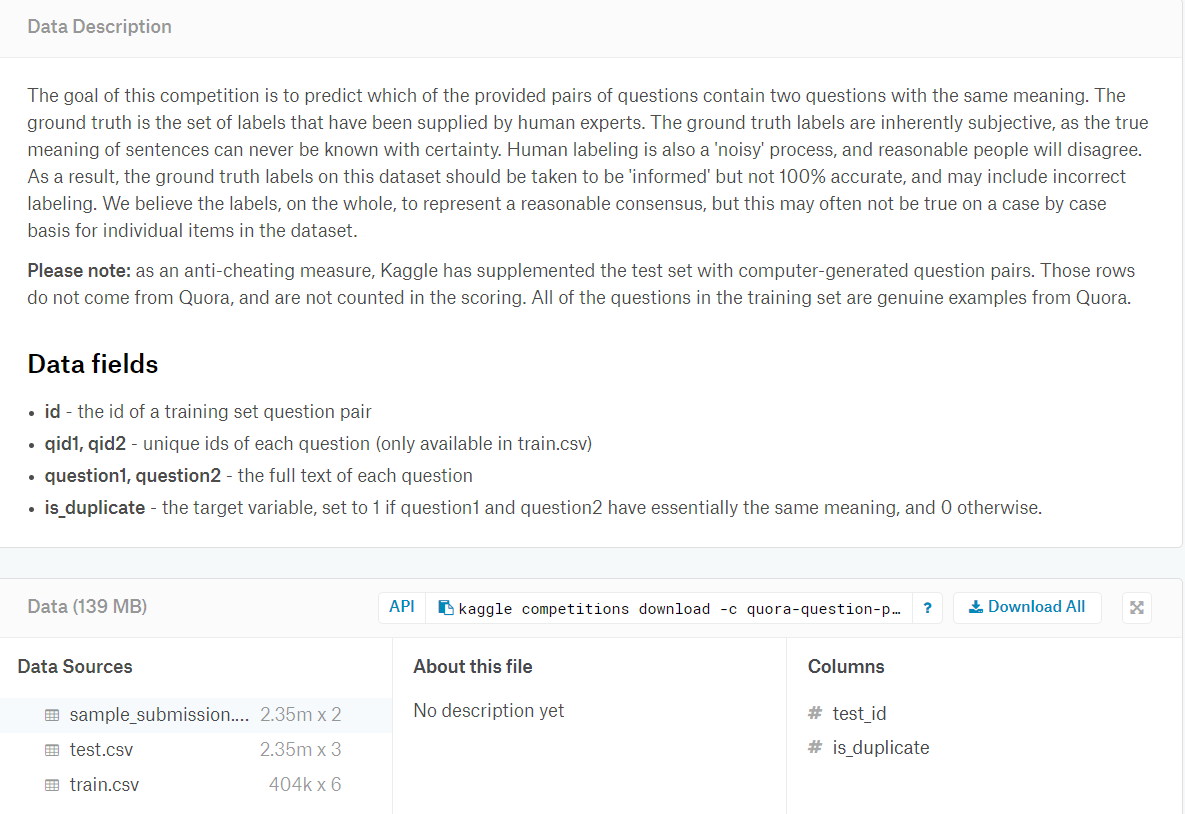 Data Description
The goal of this competition is to predict which of the provided pairs of questions contain two questions with the same meaning. The
ground truth is the set of labels that have been supplied by human experts. The ground truth labels are inherently subjective, as the true
meaning of sentences can never be known with certainty. Human labeling is also a 'noisy' process, and reasonable people will disagree.
As a result, the ground truth labels on this dataset should be taken to be 'informed' but not 100% accurate, and may include incorrect
labeling. We believe the labels, on the whole, to represent a reasonable consensus, but this may often not be true on a case by case
basis for individual items in the dataset.
Please note: as an anti-cheating measure, Kaggle has supplemented the test set with computer-generated question pairs. Those rows
do not come from Quora, and are not counted in the scoring. All of the questions in the training set are genuine examples from Quora.
Data fields
• id - the id of a training set question pair
• qid1, qid2 - unique ids of each question (only available in train.csv)
• question1, question2 - the full text of each question
• is_duplicate - the target variable, set to 1 if question1 and question2 have essentially the same meaning, and 0 otherwise.
Data (139 MB)
API
kaggle competitions download -c quora-question-p…
?
Download All
Data Sources
sample_submission.... 2.35m x 2
test.csv 2.35m x 3
train.csv 404k x 6
About this file
No description yet
Columns
# test_id
# is_duplicate